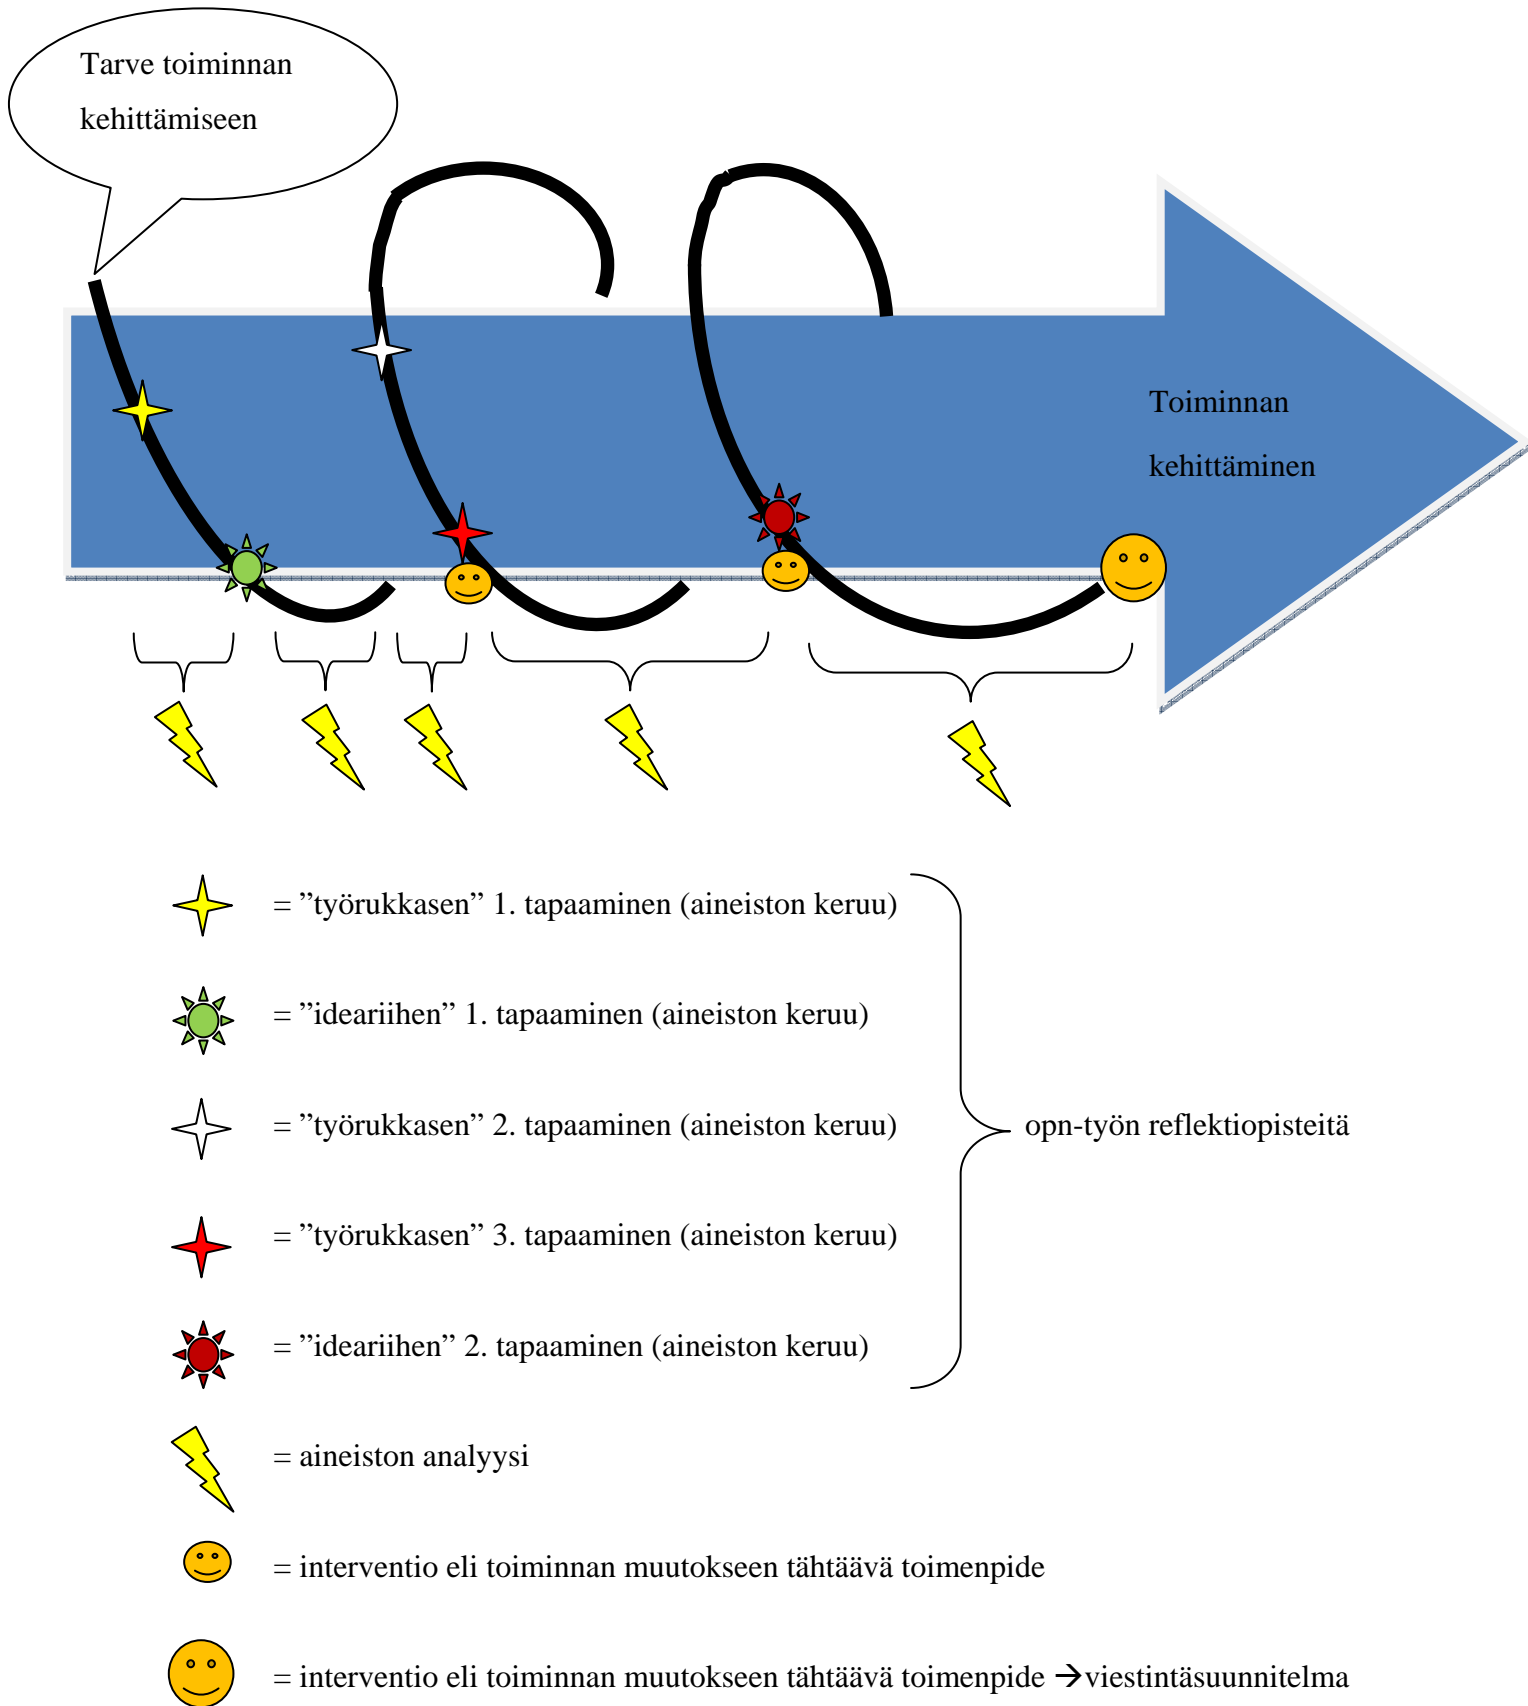 Tarve toiminnan
kehittämiseen
Toiminnan
kehittäminen
= ”työrukkasen” 1. tapaaminen (aineiston keruu)
= ”ideariihen” 1. tapaaminen (aineiston keruu)
= ”työrukkasen” 2. tapaaminen (aineiston keruu)
opn-työn reflektiopisteitä
= ”työrukkasen” 3. tapaaminen (aineiston keruu)
= ”ideariihen” 2. tapaaminen (aineiston keruu)
= aineiston analyysi
= interventio eli toiminnan muutokseen tähtäävä toimenpide
= interventio eli toiminnan muutokseen tähtäävä toimenpide →viestintäsuunnitelma